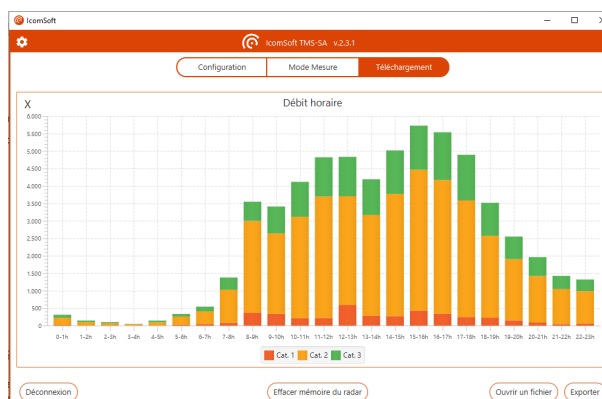 IcomSoft
IcomSoft TMS-SA v.2.3.1
Configuration Mode Mesure Téléchargement
X Débit horaire
6.000
5.500
5.000
4.500
4.000
3.500
3.000
2.500
2.000
1.500
1.000
500
0
0-1h 1-2h 2-3h 3-4h 4-5h 5-6h 6-7h 7-8h 8-9h 9-10h 10-11h 11-12h 12-13h 13-14h 14-15h 15-16h 16-17h 17-18h 18-19h 19-20h 20-21h 21-22h 22-23h
Cat. 1 Cat. 2 Cat. 3
Déconnexion Effacer mémoire du radar Ouvrir un fichier Exporter